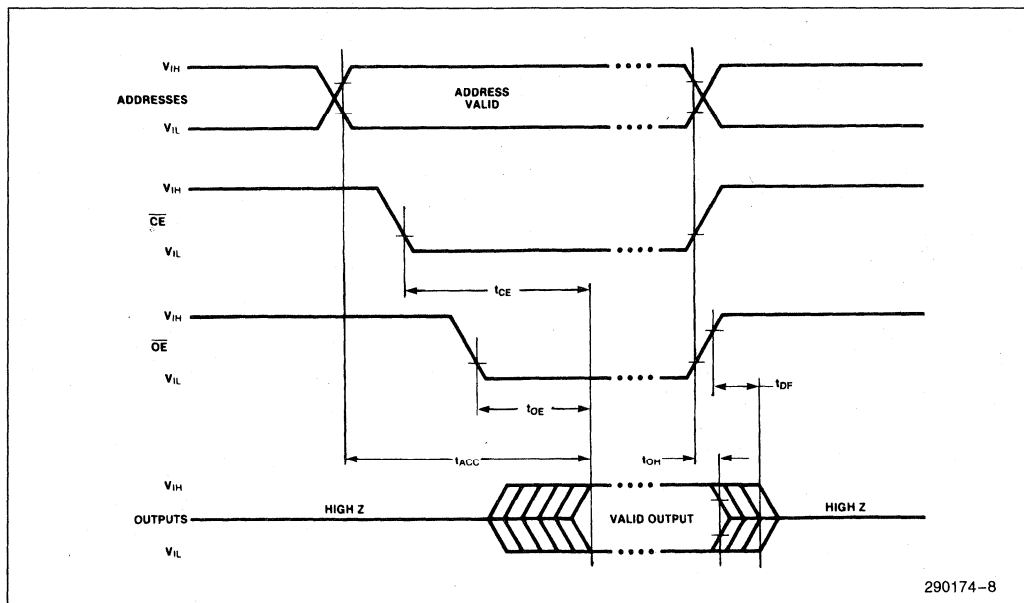 VIH
ADDRESSES
ADDRESS
VALID
VIL
VIH
CE
VIL
tCE
VIH
OE
VIL
tDF
tOE
tACC
tOH
VIH
OUTPUTS
HIGH Z
VALID OUTPUT
HIGH Z
VIL
290174-8